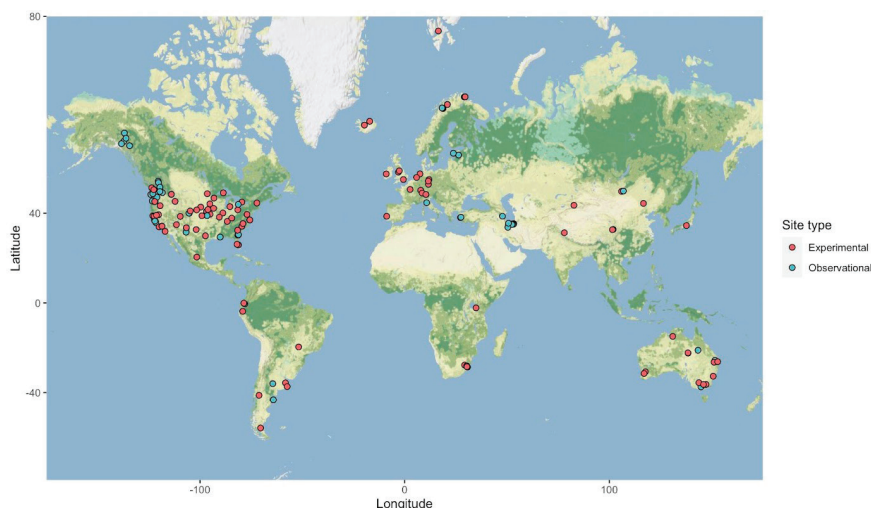 80
40
0
-40
Latitude
-100
0
100
Longitude
Site type
Experimental
Observational